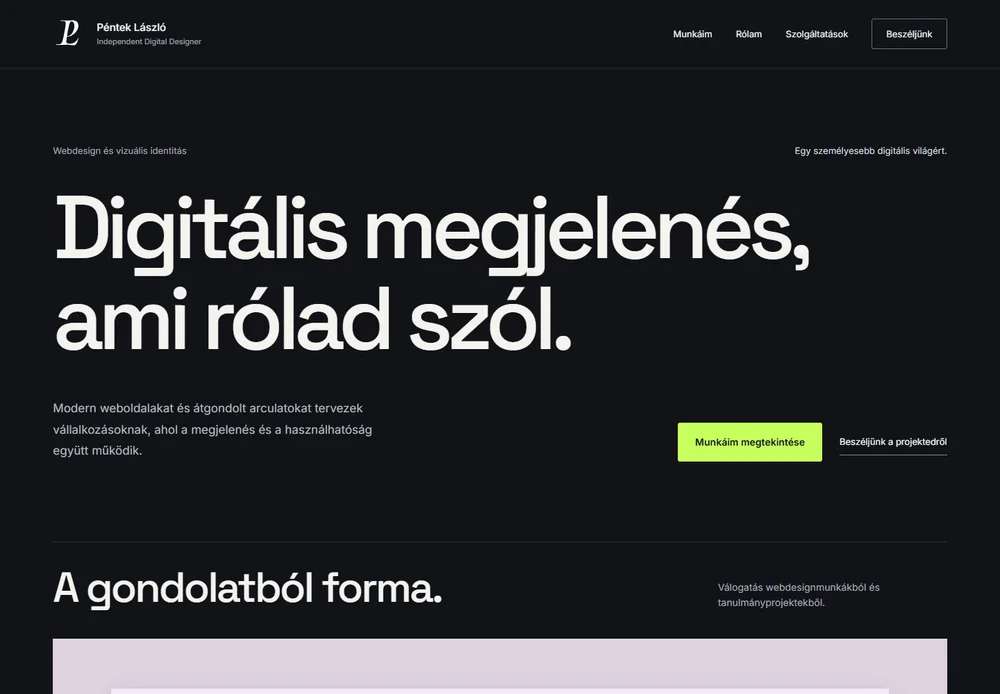 Péntek László
Independent Digital Designer
Munkáim
Rólam
Szolgáltatások
Beszéljünk
Webdesign és vizuális identitás
Egy személyesebb digitális világért.
Digitális megjelenés,
ami rólad szól.
Modern weboldalakat és átgondolt arculatokat tervezek
vállalkozásoknak, ahol a megjelenés és a használhatóság
együtt működik.
Munkáim megtekintése
Beszéljünk a projektedről
A gondolatból forma.
Válogatás webdesignmunkákból és
tanulmányprojektekből.